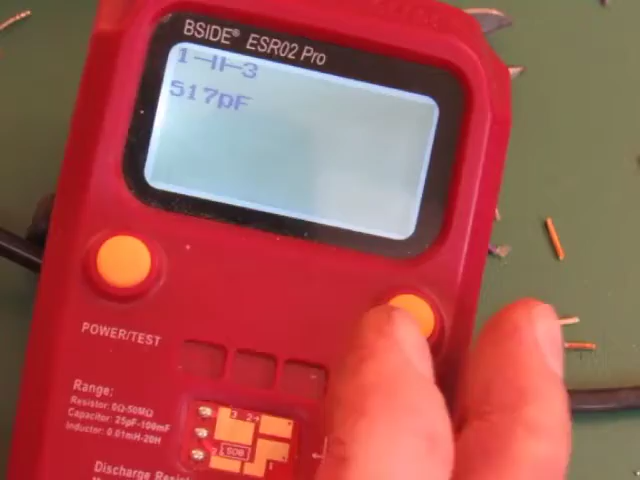 BSIDE® ESR02 Pro
1-||-3
517pF
POWER/TEST
Range:
Resistor: 0Ω-50MΩ
Capacitor: 25pF-100mF
Inductor: 0.01mH-20H
Discharge